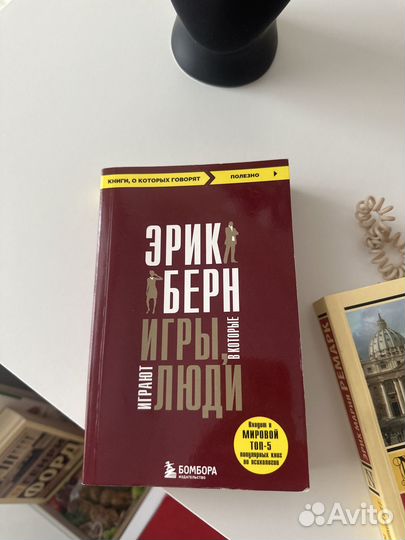 КНИГИ, О КОТОРЫХ ГОВОРЯТ
ПОЛЕЗНО
ЭРИК
БЕРН
ИГРЫ,
В КОТОРЫЕ
ИГРАЮТ
ЛЮДИ
Входит в
МИРОВОЙ
ТОП-5
популярных книг
по психологии
БОМБОРА
ИЗДАТЕЛЬСТВО
РЕМАРК
ФОРД
Avito